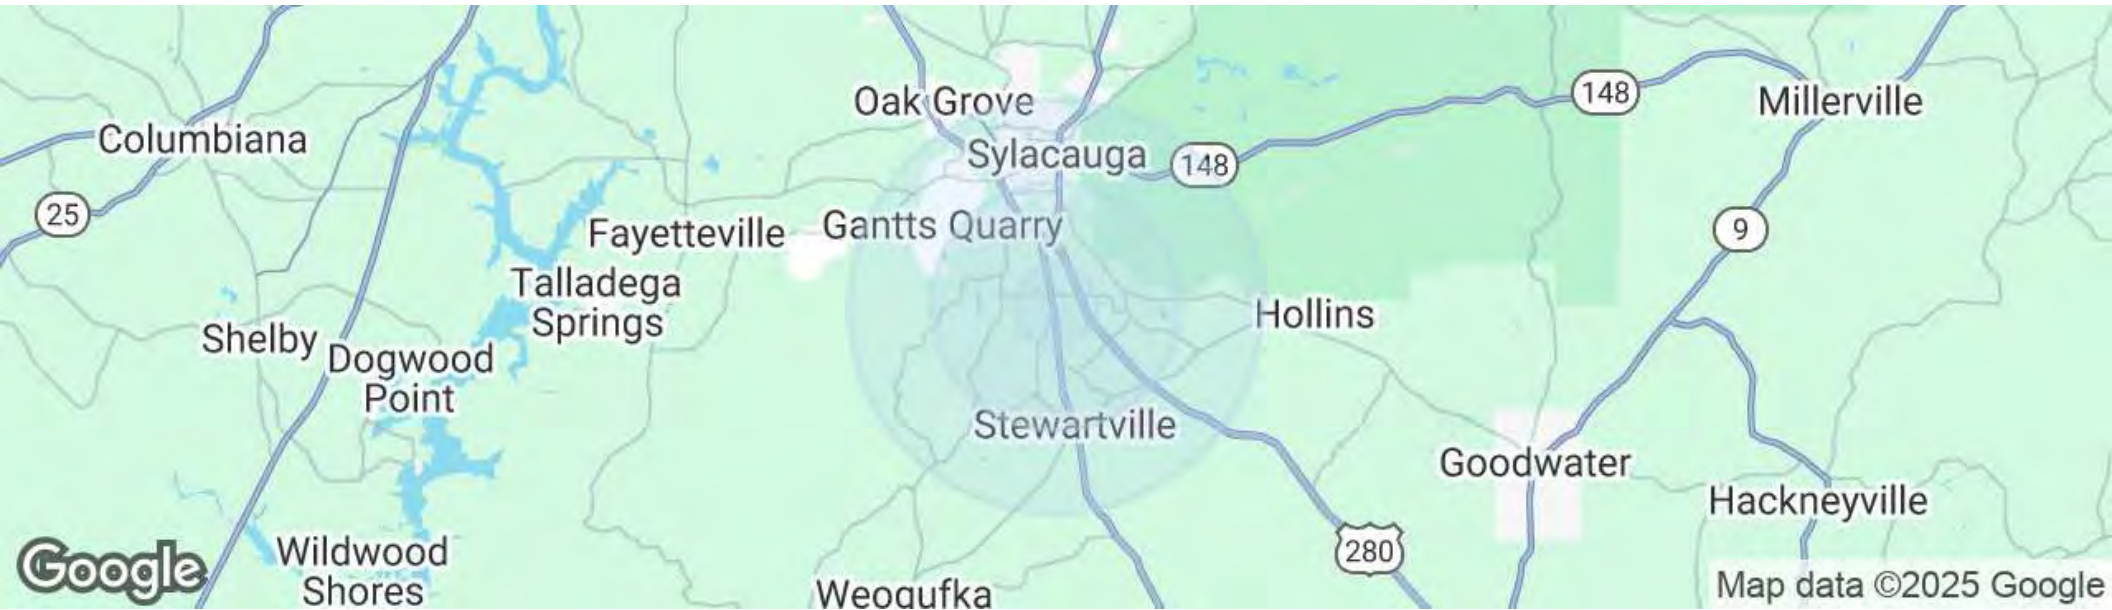 Oak Grove
148
Millerville
Columbiana
Sylacauga
148
25
Fayetteville
Gantts Quarry
9
Talladega
Springs
Hollins
Shelby
Dogwood
Point
Stewartville
Goodwater
Hackneyville
280
Wildwood
Shores
Weogufka
Google
Map data ©2025 Google